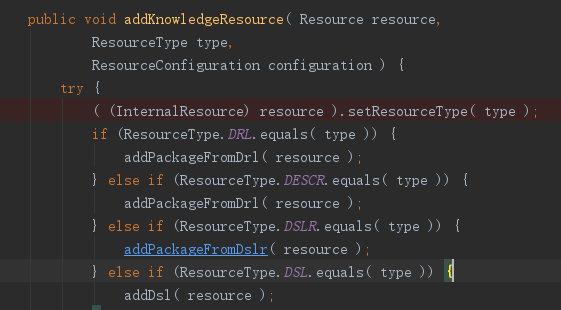 public void addKnowledgeResource( Resource resource,
ResourceType type,
ResourceConfiguration configuration ) {
try {
( (InternalResource) resource ).setResourceType( type );
if (ResourceType.DRL.equals( type )) {
addPackageFromDrl( resource );
} else if (ResourceType.DESCR.equals( type )) {
addPackageFromDrl( resource );
} else if (ResourceType.DSLR.equals( type )) {
addPackageFromDslr( resource );
} else if (ResourceType.DSL.equals( type )) {
addDsl( resource );